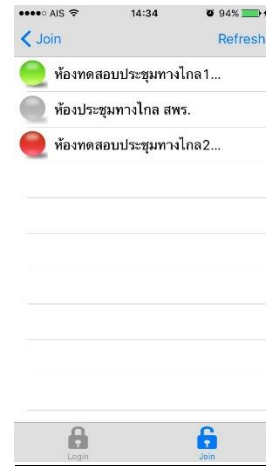 AIS 14:34 94%
Join Refresh
ห้องทดสอบประชุมทางไกล1...
ห้องประชุมทางไกล สพร.
ห้องทดสอบประชุมทางไกล2...
Login Join